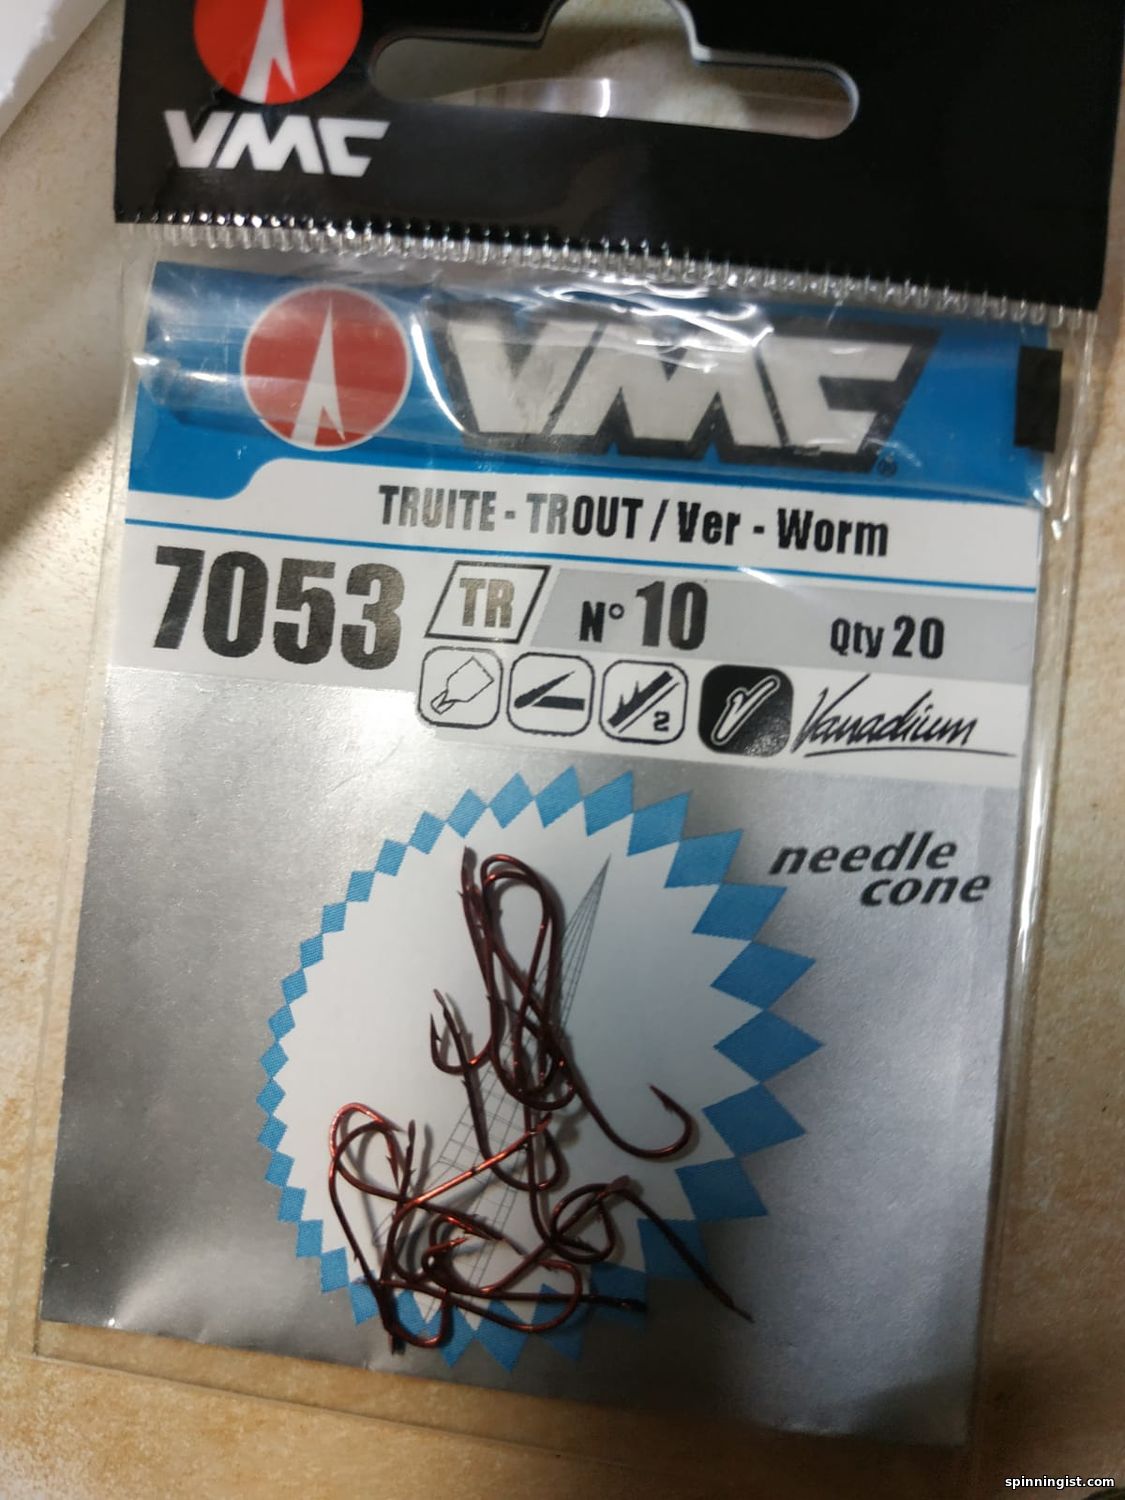 VMC
VMC®
TRUITE - TROUT / Ver - Worm
7053 TR N° 10 Qty 20
2 Vanadium
needle
cone
spinningist.com